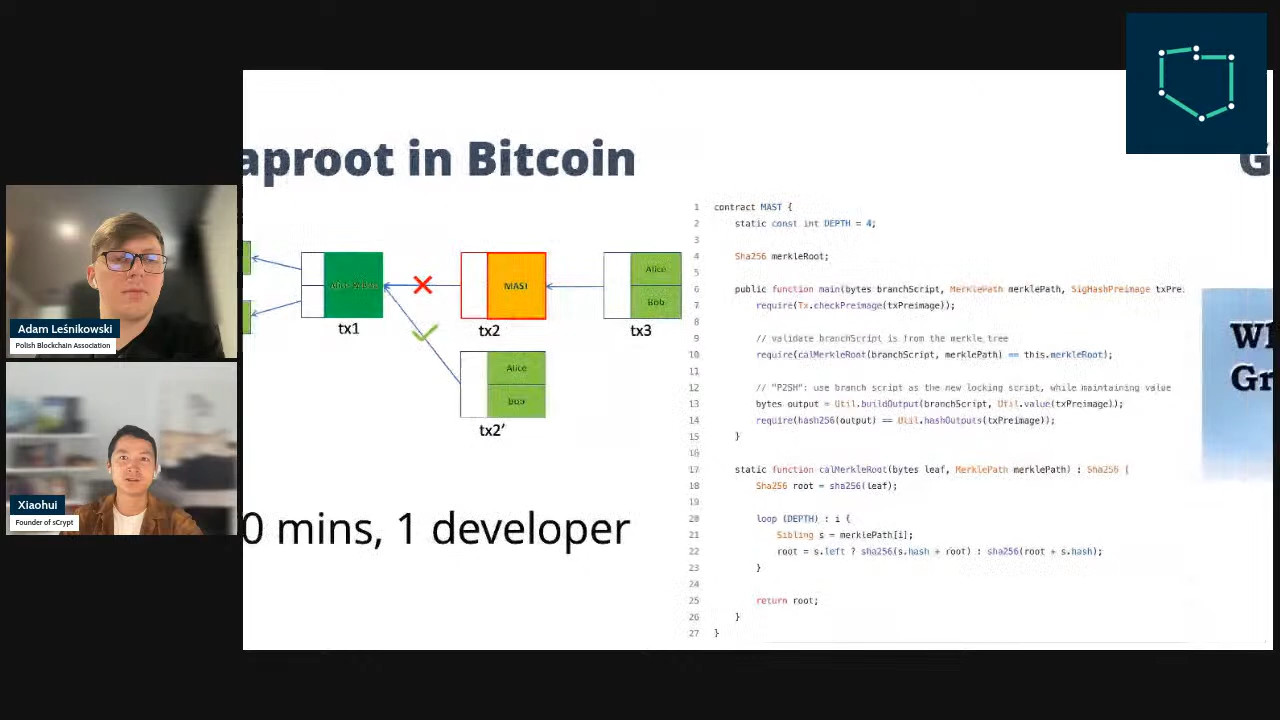 aproot in Bitcoin
G
Alice & Bob
tx1
MAST
tx2
Alice
Bob
tx3
Alice
Bob
tx2’
0 mins, 1 developer
1 contract MAST {
2 static const int DEPTH = 4;
3
4 Sha256 merkleRoot;
5
6 public function main(bytes branchScript, MerklePath merklePath, SigHashPreimage txPre.
7 require(Tx.checkPreimage(txPreimage));
8
9 // validate branchScript is from the merkle tree
10 require(calMerkleRoot(branchScript, merklePath) == this.merkleRoot);
11
12 // "P2SH": use branch script as the new locking script, while maintaining value
13 bytes output = Util.buildOutput(branchScript, Util.value(txPreimage));
14 require(hash256(output) == Util.hashOutputs(txPreimage));
15 }
16
17 static function calMerkleRoot(bytes leaf, MerklePath merklePath) : Sha256 {
18 Sha256 root = sha256(leaf);
19
20 loop (DEPTH) : i {
21 Sibling s = merklePath[i];
22 root = s.left ? sha256(s.hash + root) : sha256(root + s.hash);
23 }
24
25 return root;
26 }
27 }
Gr
Adam Leśnikowski
Polish Blockchain Association
Xiaohui
Founder of sCrypt